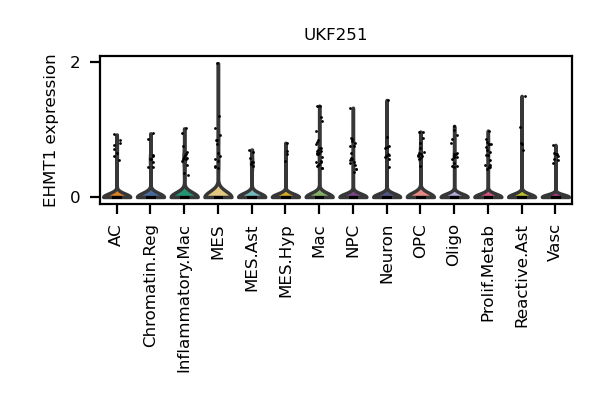 UKF251
EHMT1 expression
2
0
AC
Chromatin.Reg
Inflammatory.Mac
MES
MES.Ast
MES.Hyp
Mac
NPC
Neuron
OPC
Oligo
Prolif.Metab
Reactive.Ast
Vasc